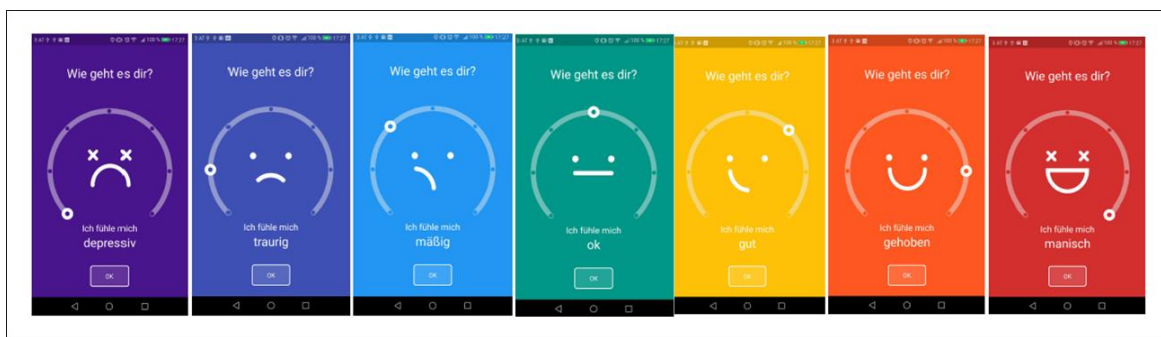 Wie geht es dir?
Ich fühle mich
depressiv
OK
Wie geht es dir?
Ich fühle mich
traurig
OK
Wie geht es dir?
Ich fühle mich
mäßig
OK
Wie geht es dir?
Ich fühle mich
ok
OK
Wie geht es dir?
Ich fühle mich
gut
OK
Wie geht es dir?
Ich fühle mich
gehoben
OK
Wie geht es dir?
Ich fühle mich
manisch
OK